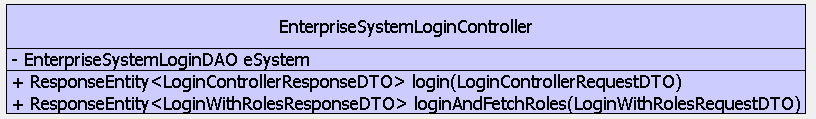 EnterpriseSystemLoginController
- EnterpriseSystemLoginDAO eSystem
+ ResponseEntity<LoginControllerResponseDTO> login(LoginControllerRequestDTO)
+ ResponseEntity<LoginWithRolesResponseDTO> loginAndFetchRoles(LoginWithRolesRequestDTO)